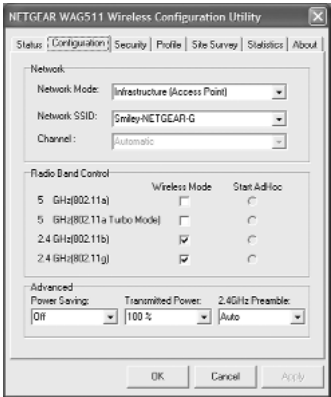 NETGEAR WAG511 Wireless Configuration Utility
Status Configuration Security Profile Site Survey Statistics About
Network
Network Mode: Infrastructure (Access Point)
Network SSID: Smiley-NETGEAR-G
Channel : Automatic
Radio Band Control
Wireless Mode Start AdHoc
5 GHz(802.11a)
5 GHz(802.11a Turbo Mode)
2.4 GHz(802.11b)
2.4 GHz(802.11g)
Advanced
Power Saving: Transmitted Power: 2.4GHz Preamble:
Off 100 % Auto
OK Cancel Apply